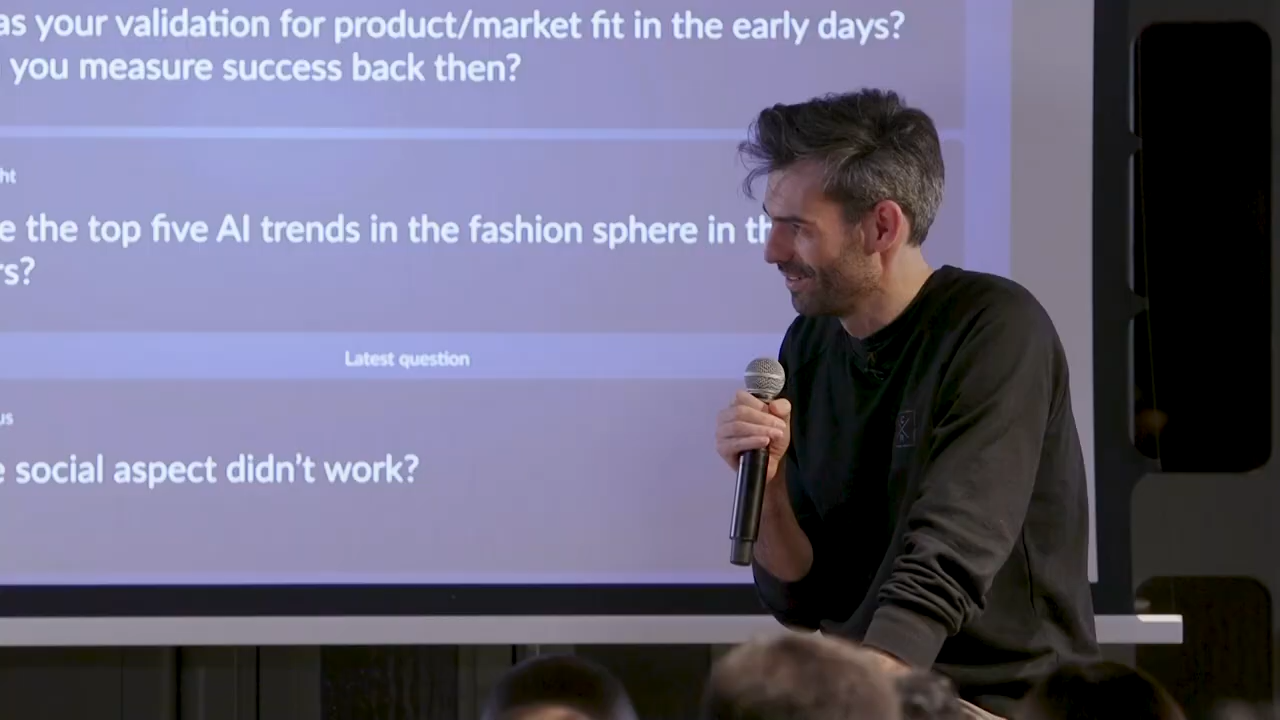 as your validation for product/market fit in the early days?
you measure success back then?
ht
e the top five AI trends in the fashion sphere in th
rs?
Latest question
us
e social aspect didn't work?